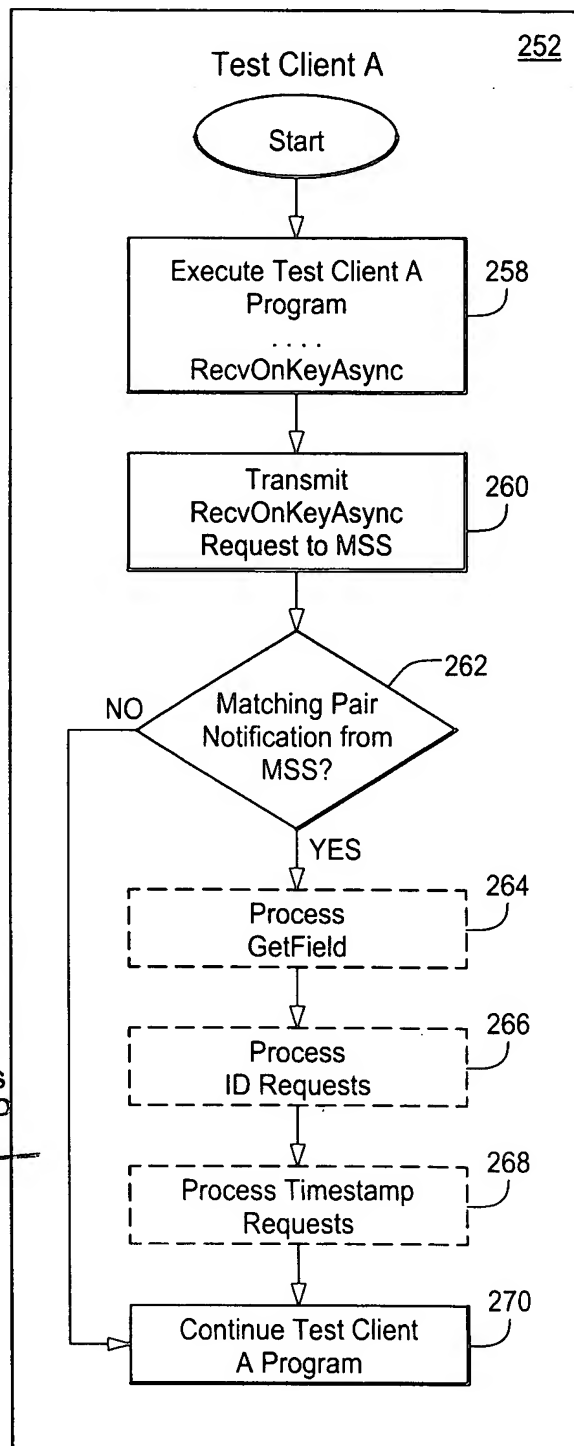 252
Test Client A
Start
Execute Test Client A
Program
. . . .
RecvOnKeyAsync
258
Transmit
RecvOnKeyAsync
Request to MSS
260
262
Matching Pair
Notification from
MSS?
NO
YES
264
Process
GetField
266
Process
ID Requests
268
Process Timestamp
Requests
270
Continue Test Client
A Program